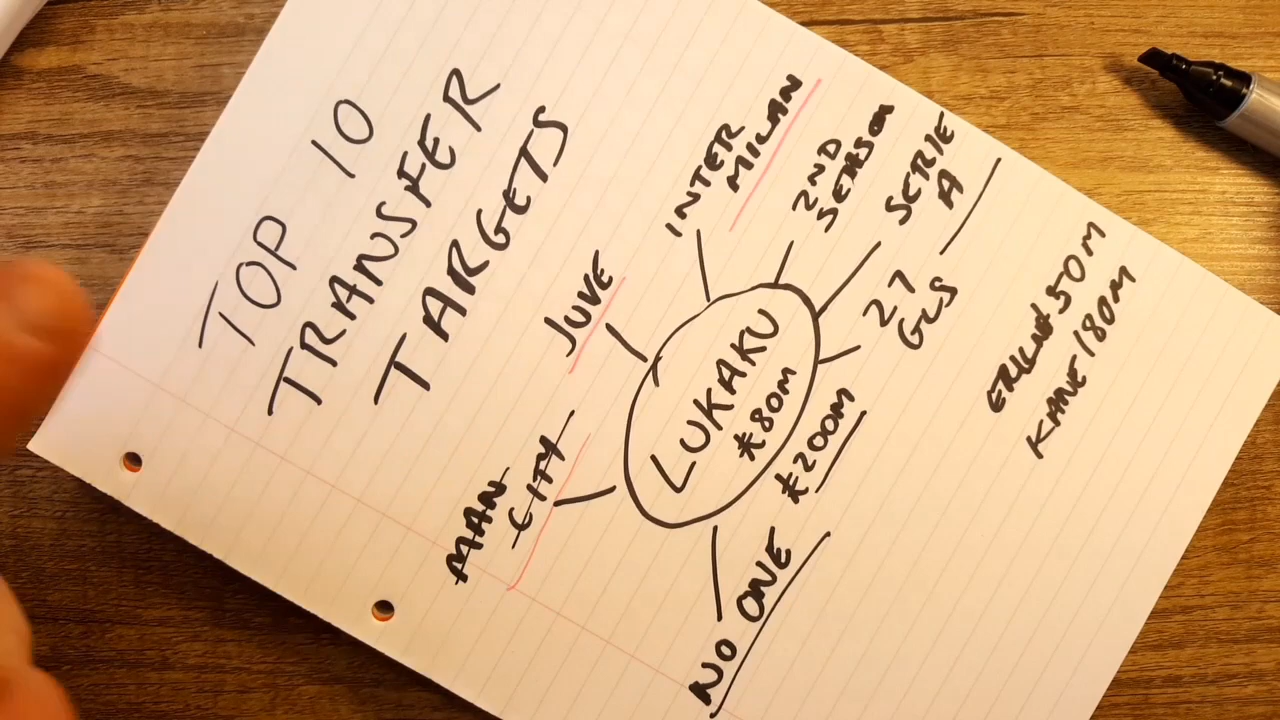 TOP 10
TRANSFER
TARGETS
INTER
MILAN
2ND
SEASON
SERIE
A
27
GLS
JUVE
MAN
CITY
LUKAKU
£80M
£200M
NO ONE
50M
KANE 180M